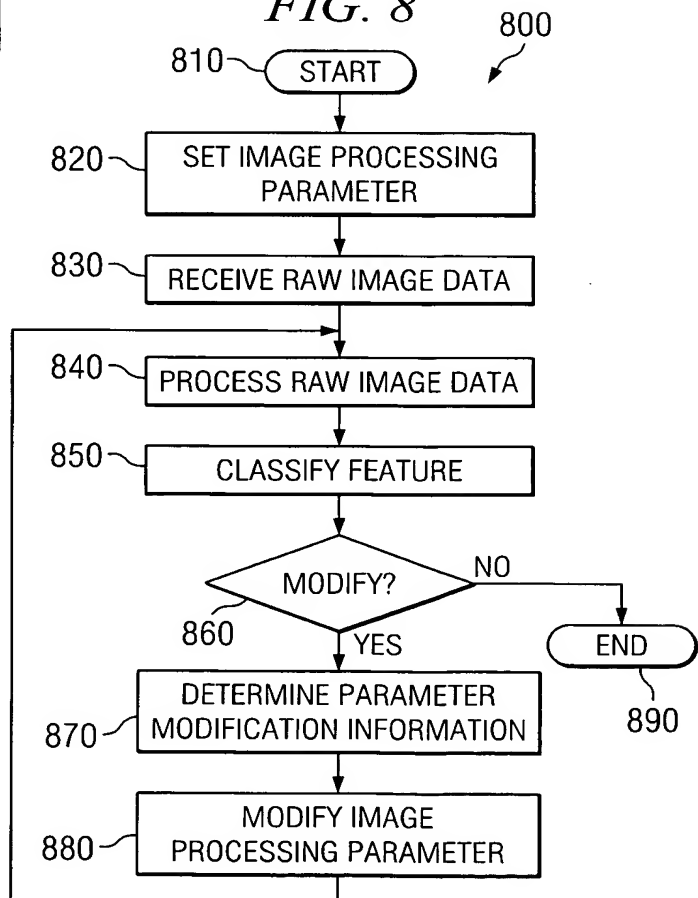 FIG. 8
800
810
START
820
SET IMAGE PROCESSING
PARAMETER
830
RECEIVE RAW IMAGE DATA
840
PROCESS RAW IMAGE DATA
850
CLASSIFY FEATURE
MODIFY?
NO
860
YES
END
890
870
DETERMINE PARAMETER
MODIFICATION INFORMATION
880
MODIFY IMAGE
PROCESSING PARAMETER